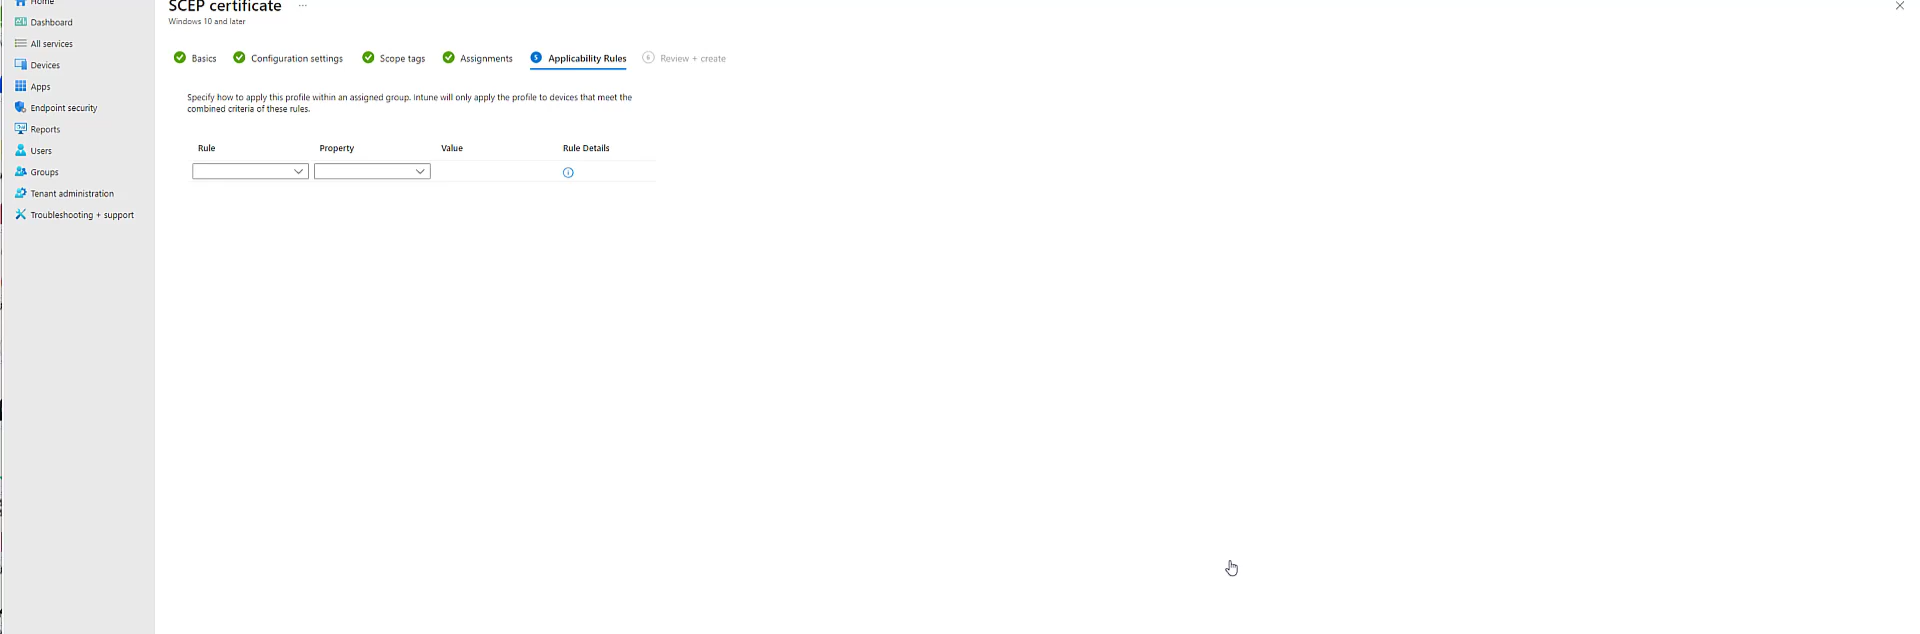 Home
SCEP certificate ...
Windows 10 and later
Dashboard
All services
Devices
Apps
Endpoint security
Reports
Users
Groups
Tenant administration
Troubleshooting + support
Basics
Configuration settings
Scope tags
Assignments
5 Applicability Rules
6 Review + create
Specify how to apply this profile within an assigned group. Intune will only apply the profile to devices that meet the
combined criteria of these rules.
Rule Property Value Rule Details